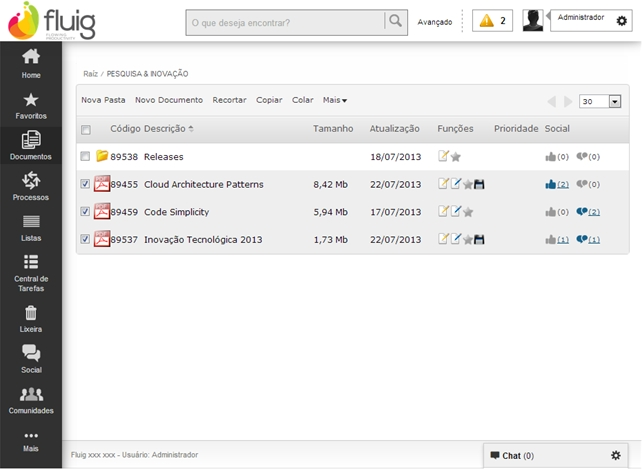 fluig
O que deseja encontrar?
Avançado
2
Administrador
Home
Favoritos
Documentos
Processos
Listas
Central de
Tarefas
Lixeira
Social
Comunidades
Mais
Raíz / PESQUISA & INOVAÇÃO
Nova Pasta Novo Documento Recortar Copiar Colar Mais
30
Código Descrição Tamanho Atualização Funções Prioridade Social
89538 Releases 18/07/2013 (0) (0)
PDF 89455 Cloud Architecture Patterns 8,42 Mb 22/07/2013 (2) (0)
PDF 89459 Code Simplicity 5,94 Mb 17/07/2013 (0) (2)
PDF 89537 Inovação Tecnológica 2013 1,73 Mb 22/07/2013 (1) (1)
Fluig xxx xxx - Usuário: Administrador
Chat (0)